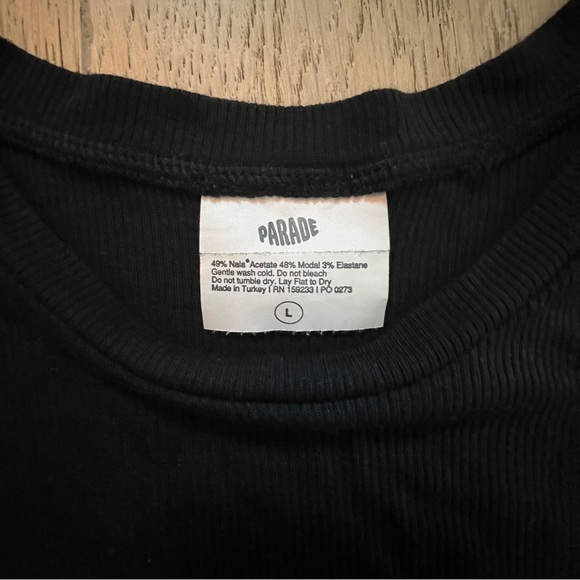 PARADE
49% Naia® Acetate 48% Modal 3% Elastane
Gentle wash cold. Do not bleach
Do not tumble dry. Lay Flat to Dry
Made in Turkey I RN 159233 I PO 0273
L